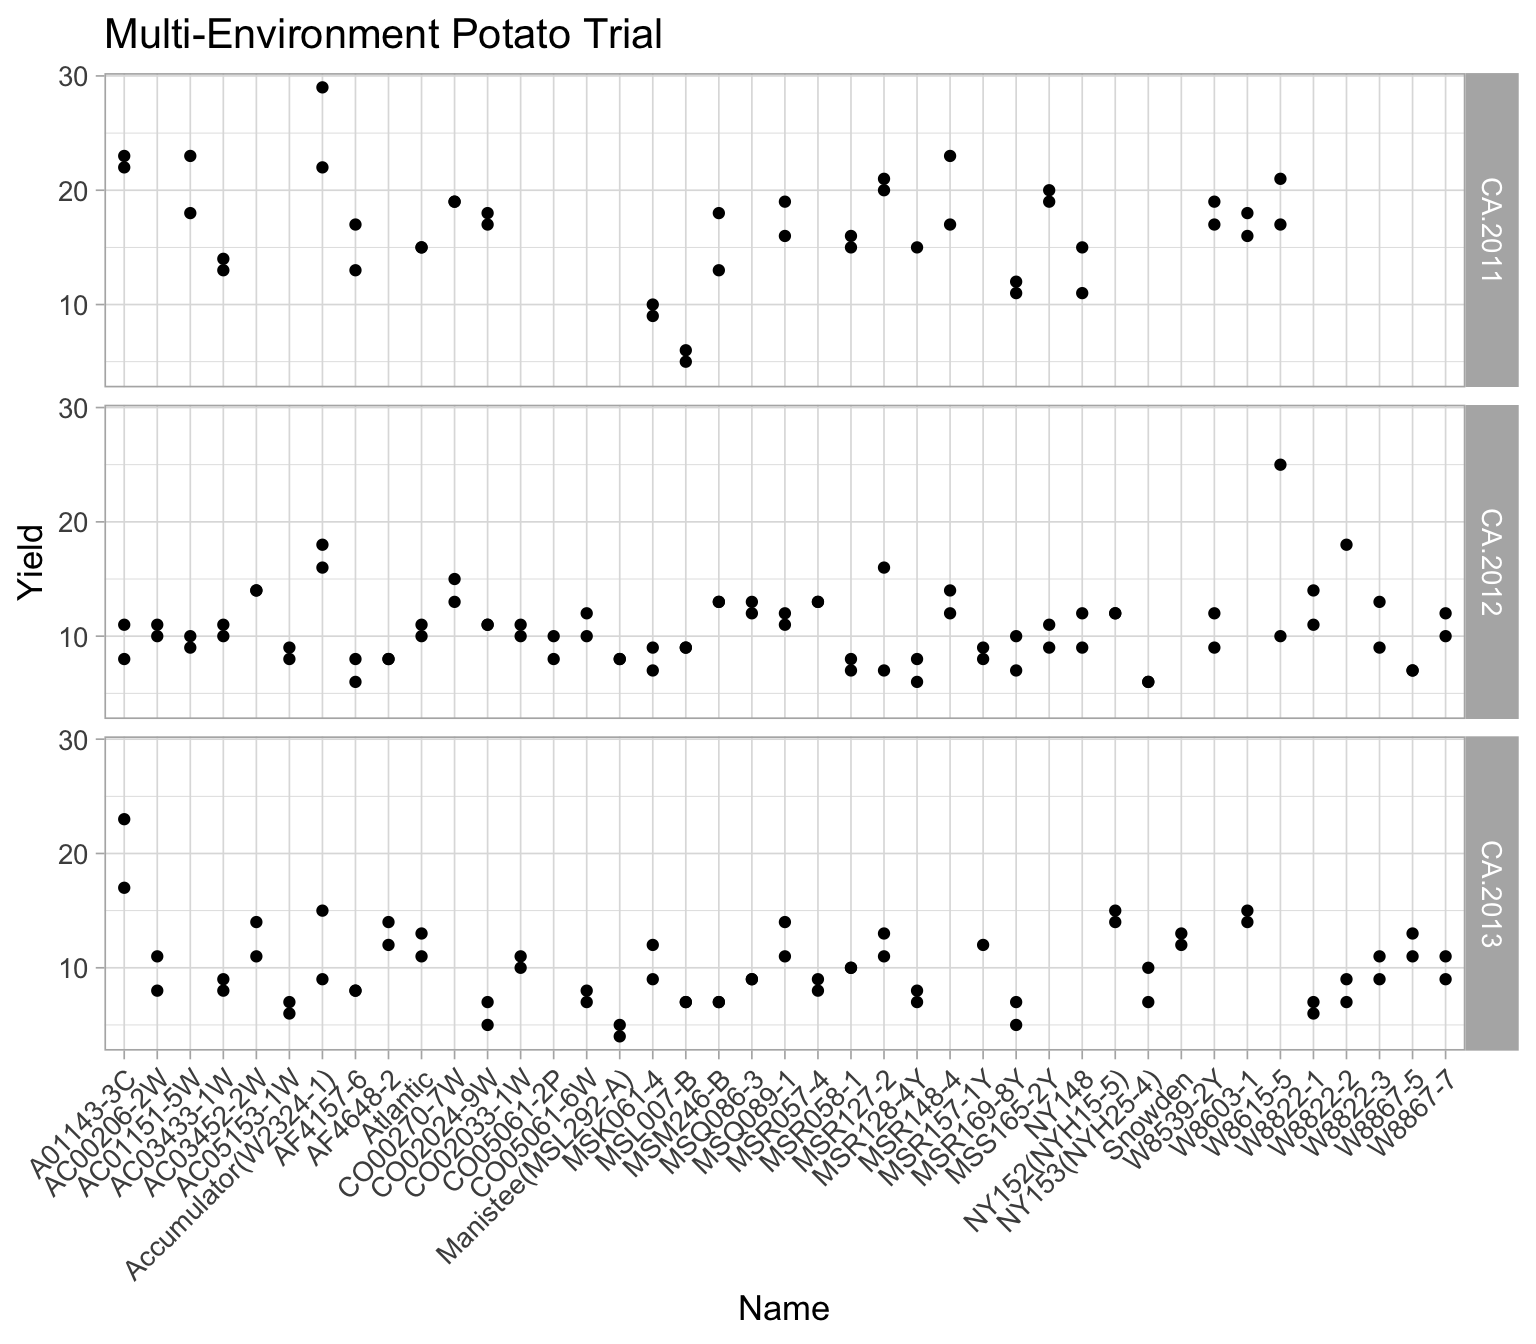 Multi-Environment Potato Trial
30
20
10
CA.2011
30
20
10
CA.2012
30
20
10
CA.2013
Yield
A01143-3C
AC00206-2W
AC01151-5W
AC03433-1W
AC03452-2W
AC05153-1W
Accumulator(W2324-1)
AF4157-6
AF4648-2
Atlantic
CO00270-7W
CO02024-9W
CO02033-1W
CO05061-2P
CO05061-6W
Manistee(MSL292-A)
MSK061-4
MSL007-B
MSM246-B
MSQ086-3
MSQ089-1
MSR057-4
MSR058-1
MSR127-2
MSR128-4Y
MSR148-4
MSR157-1Y
MSR169-8Y
MSS165-2Y
NY148
NY152(NYH15-5)
NY153(NYH25-4)
Snowden
W8539-2Y
W8603-1
W8615-5
W8822-1
W8822-2
W8822-3
W8867-5
W8867-7
Name